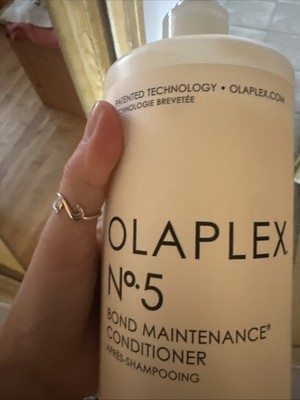 PATENTED TECHNOLOGY • OLAPLEX.COM
TECHNOLOGIE BREVETÉE
OLAPLEX
Nº.5
BOND MAINTENANCE®
CONDITIONER
APRÈS-SHAMPOOING